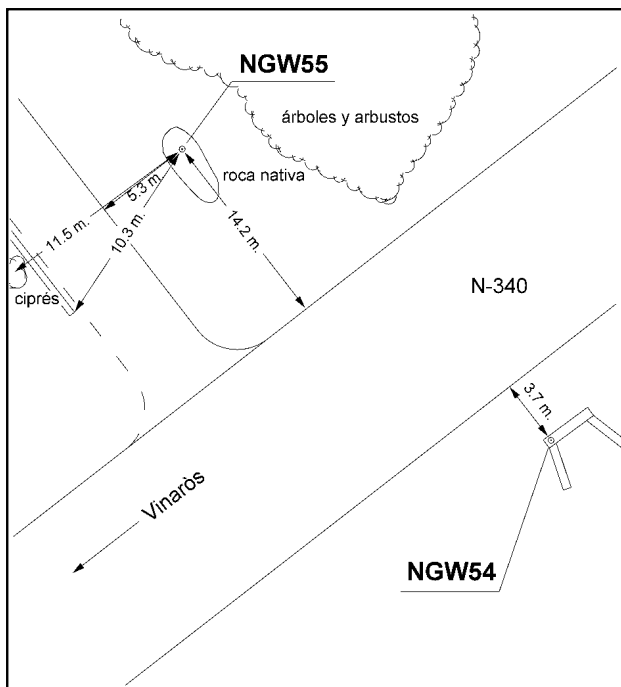 NGW55
árboles y arbustos
roca nativa
5.3 m.
11.5 m.
10.3 m.
14.2 m.
ciprés
N-340
3.7 m.
Vinaròs
NGW54